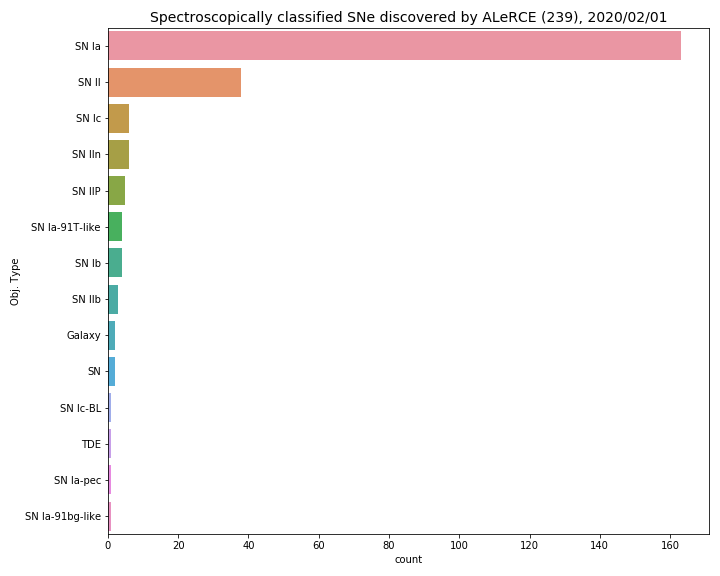 Spectroscopically classified SNe discovered by ALeRCE (239), 2020/02/01
Obj. Type
SN Ia
SN II
SN Ic
SN IIn
SN IIP
SN Ia-91T-like
SN Ib
SN IIb
Galaxy
SN
SN Ic-BL
TDE
SN Ia-pec
SN Ia-91bg-like
0 20 40 60 80 100 120 140 160
count